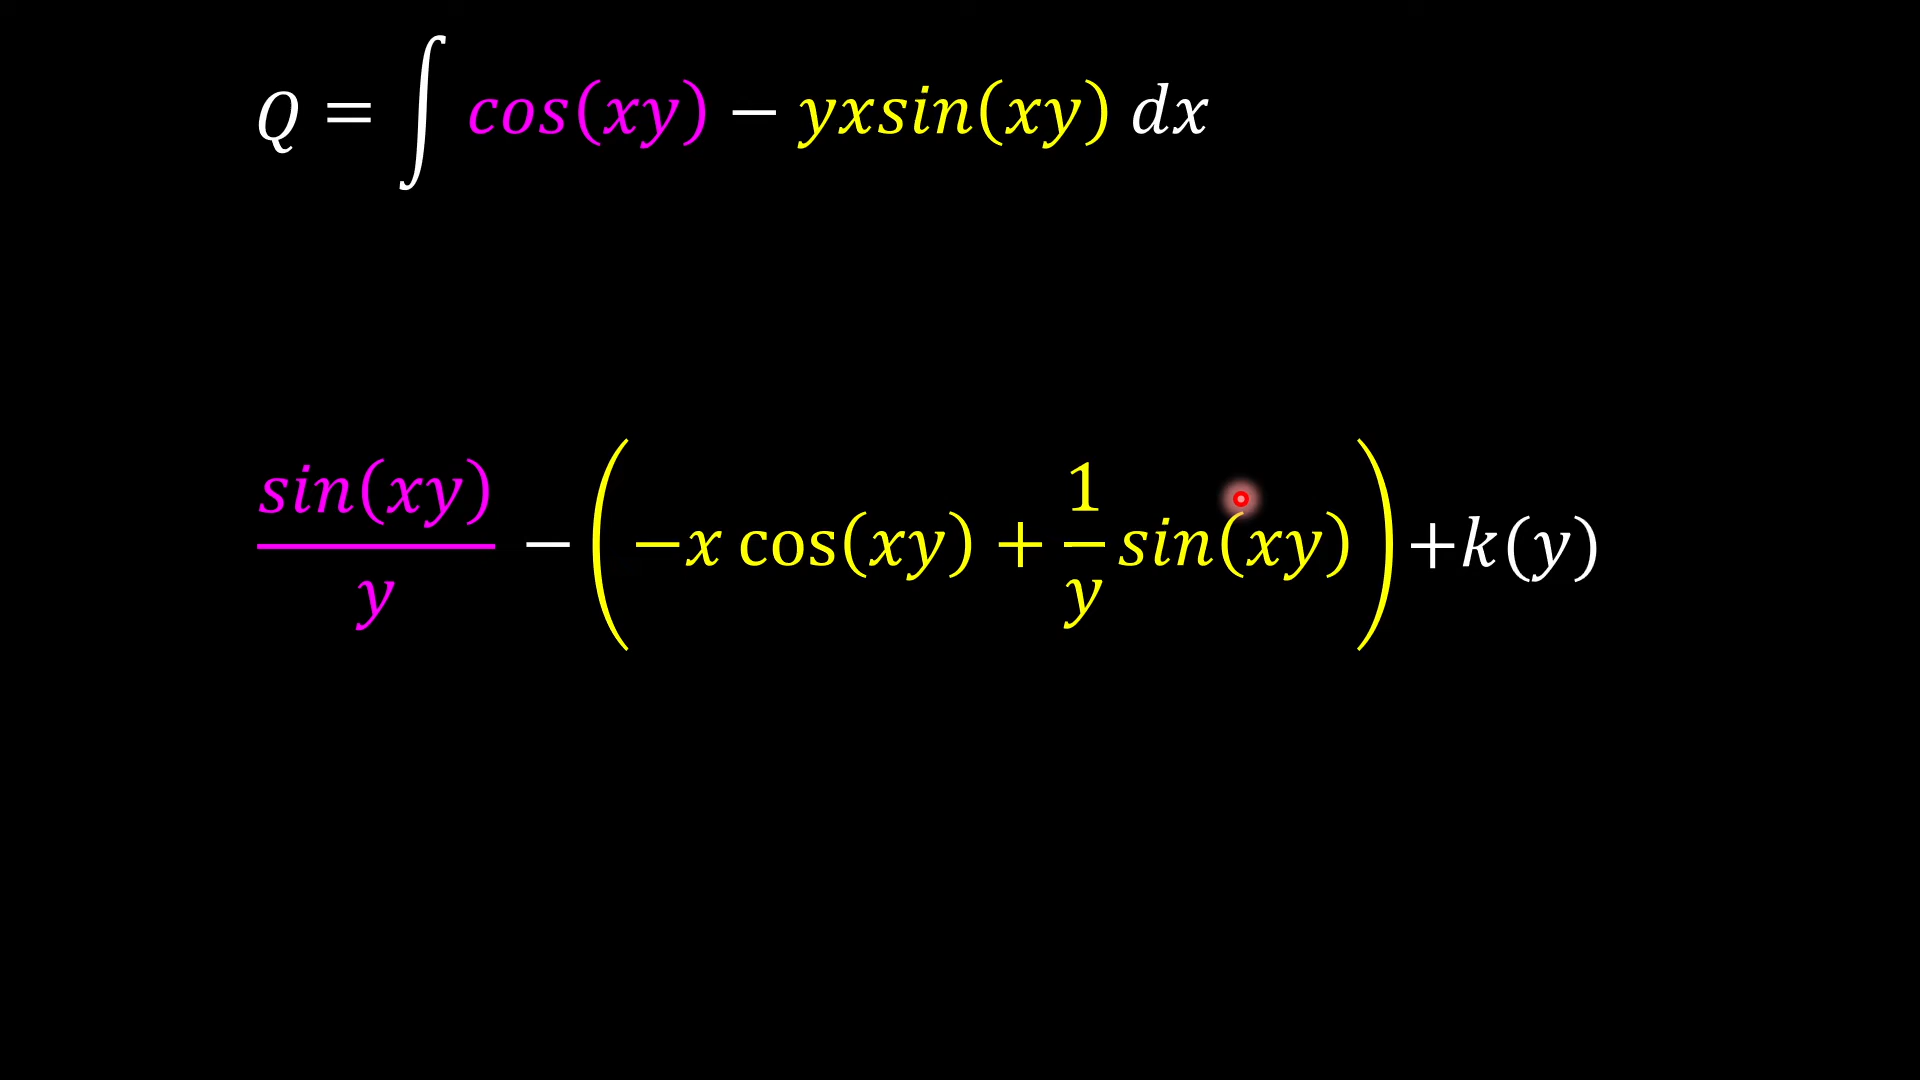 Q = ∫ cos(xy) − yxsin(xy) dx
sin(xy)/y − (−x cos(xy) + 1/y sin(xy)) +k(y)